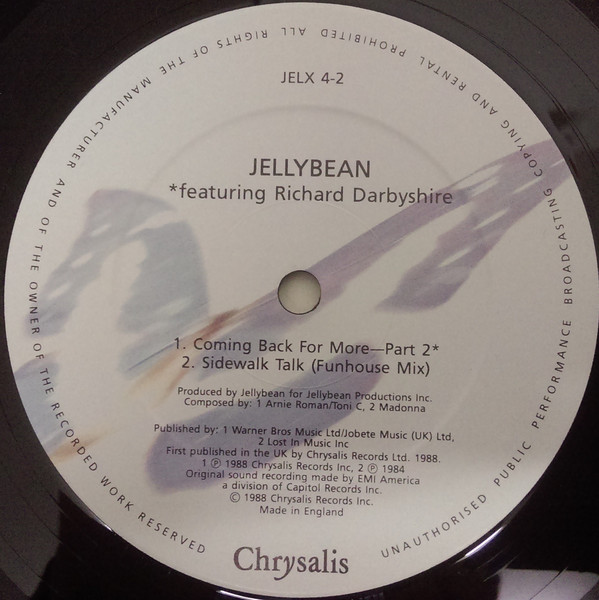 JELX 4-2
JELLYBEAN
*featuring Richard Darbyshire
1. Coming Back For More—Part 2*
2. Sidewalk Talk (Funhouse Mix)
Produced by Jellybean for Jellybean Productions Inc.
Composed by: 1 Arnie Roman/Toni C, 2 Madonna
Published by: 1 Warner Bros Music Ltd/Jobete Music (UK) Ltd,
2 Lost In Music Inc
First published in the UK by Chrysalis Records Ltd. 1988.
1 Ⓟ 1988 Chrysalis Records Inc, 2 Ⓟ 1984
Original sound recording made by EMI America
a division of Capitol Records Inc.
© 1988 Chrysalis Records Inc.
Made in England
Chrysalis
ALL RIGHTS OF THE MANUFACTURER AND OF THE OWNER OF THE RECORDED WORK RESERVED
UNAUTHORISED PUBLIC PERFORMANCE BROADCASTING COPYING AND RENTAL PROHIBITED